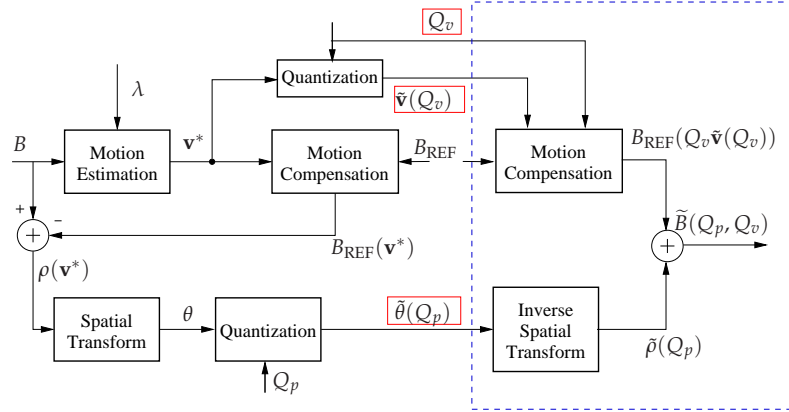 Q_v
Quantization
λ
ṽ(Q_v)
B
Motion
Estimation
v*
Motion
Compensation
B_REF
Motion
Compensation
B_REF(Q_v ṽ(Q_v))
+
−
+
B_REF(v*)
B̃(Q_p, Q_v)
+
ρ(v*)
Spatial
Transform
θ
Quantization
θ̃(Q_p)
Inverse
Spatial
Transform
ρ̃(Q_p)
Q_p